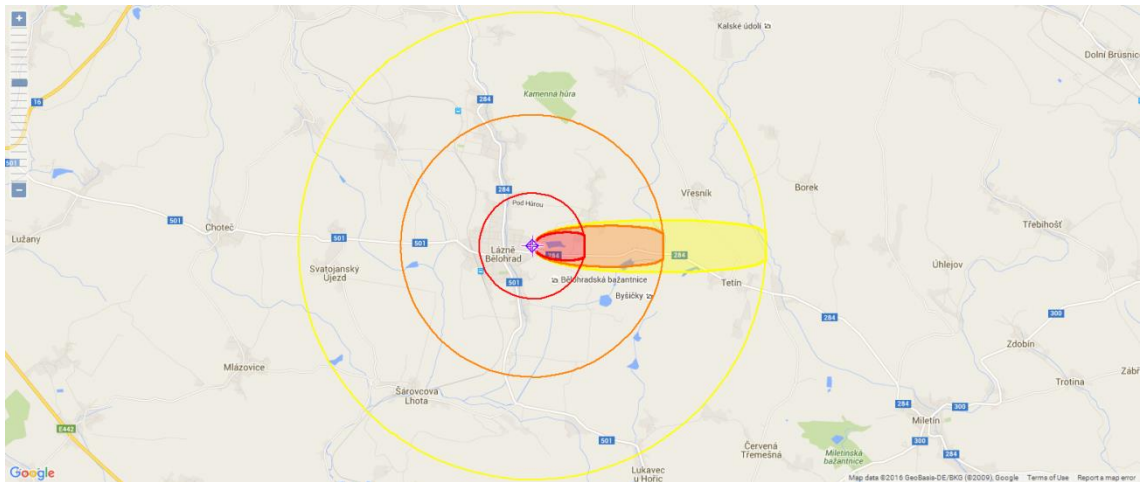 +
Kalské údolí
Dolní Brusnice
16
284
Kamenná hůra
501
284
Pod Hůrou
Vřesník
Borek
501
Lužany
Choteč
501
501
Lázně
Bělohrad
284
284
Třebihošť
Svatojanský
Újezd
Bělohradská bažantnice
501
Byšičky
Tetín
Úhlejov
284
300
Zdobín
Mlázovice
Trotina
Šárovcova
Lhota
284
300
Miletín
E442
501
Červená
Třemešná
Miletínská
bažantnice
284
Lukavec
u Hořic
Google
Map data ©2016 GeoBasis-DE/BKG (©2009), Google
Terms of Use
Report a map error